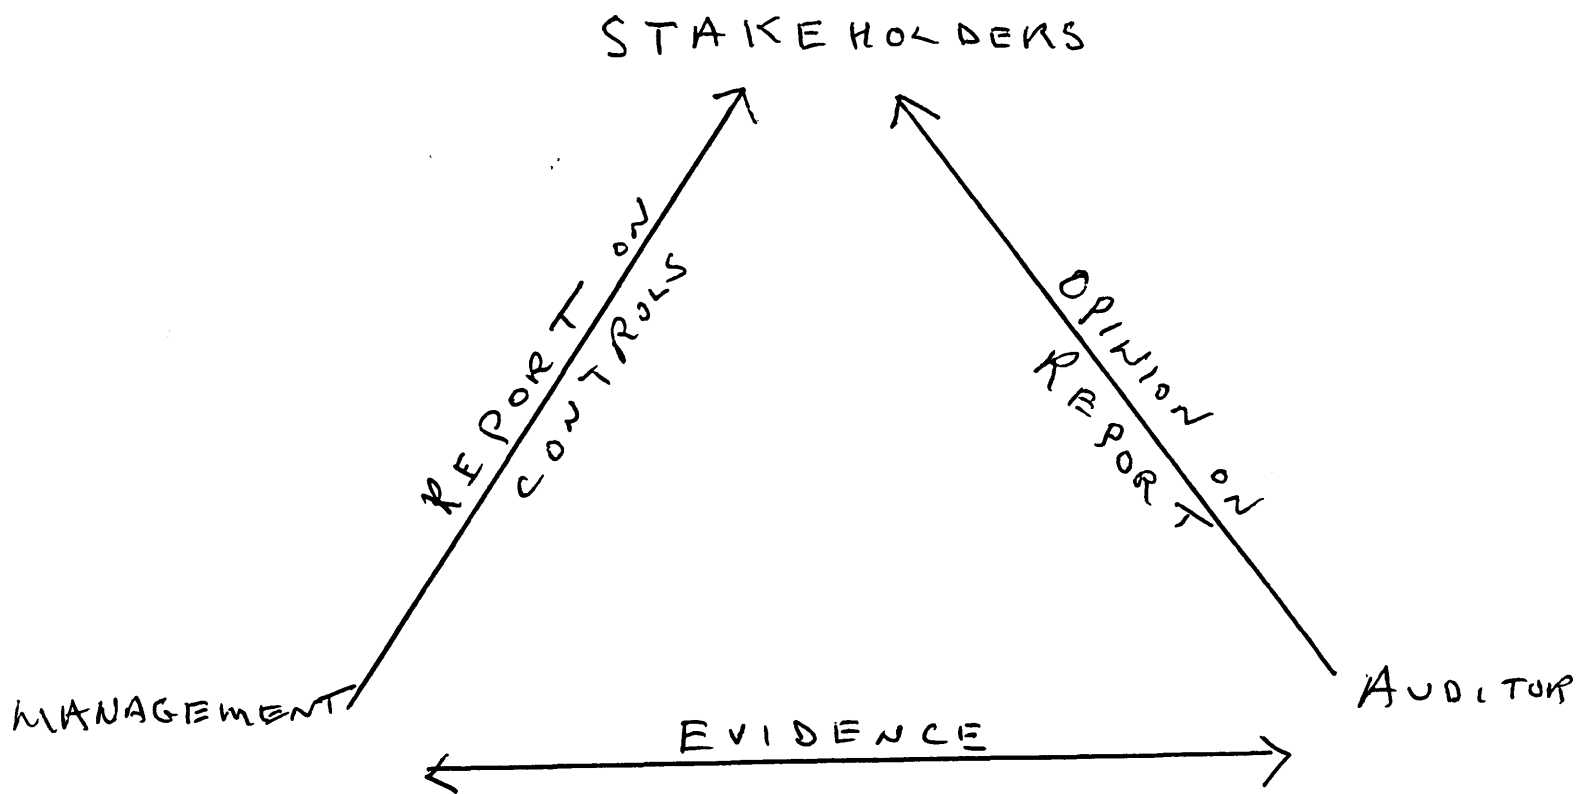 STAKEHOLDERS
REPORT ON
CONTROLS
OPINION ON
REPORT
MANAGEMENT
AUDITOR
EVIDENCE